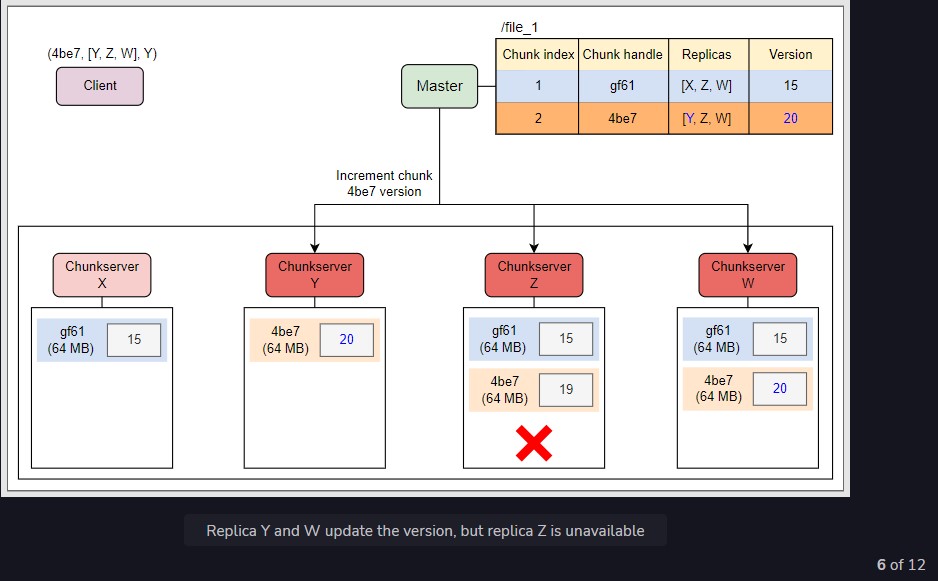 /file_1
(4be7, [Y, Z, W], Y)
Client
Master
Chunk index Chunk handle Replicas Version
1 gf61 [X, Z, W] 15
2 4be7 [Y, Z, W] 20
Increment chunk
4be7 version
Chunkserver
X
Chunkserver
Y
Chunkserver
Z
Chunkserver
W
gf61
(64 MB)
15
4be7
(64 MB)
20
gf61
(64 MB)
15
4be7
(64 MB)
19
gf61
(64 MB)
15
4be7
(64 MB)
20
Replica Y and W update the version, but replica Z is unavailable
6 of 12